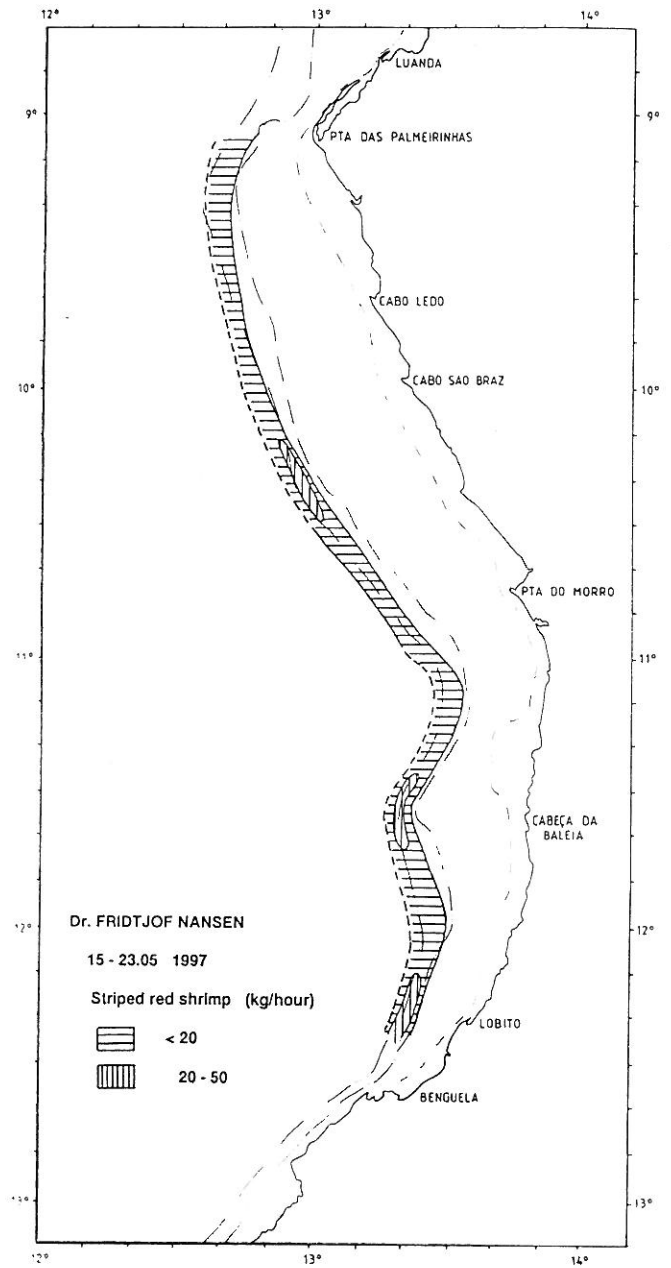 12°
13°
14°
LUANDA
9°
9°
PTA DAS PALMEIRINHAS
CABO LEDO
CABO SAO BRAZ
10°
10°
PTA DO MORRO
11°
11°
CABEÇA DA
BALEIA
Dr. FRIDTJOF NANSEN
12°
12°
15 - 23.05 1997
Striped red shrimp (kg/hour)
LOBITO
< 20
20 - 50
BENGUELA
13°
13°
12°
13°
14°